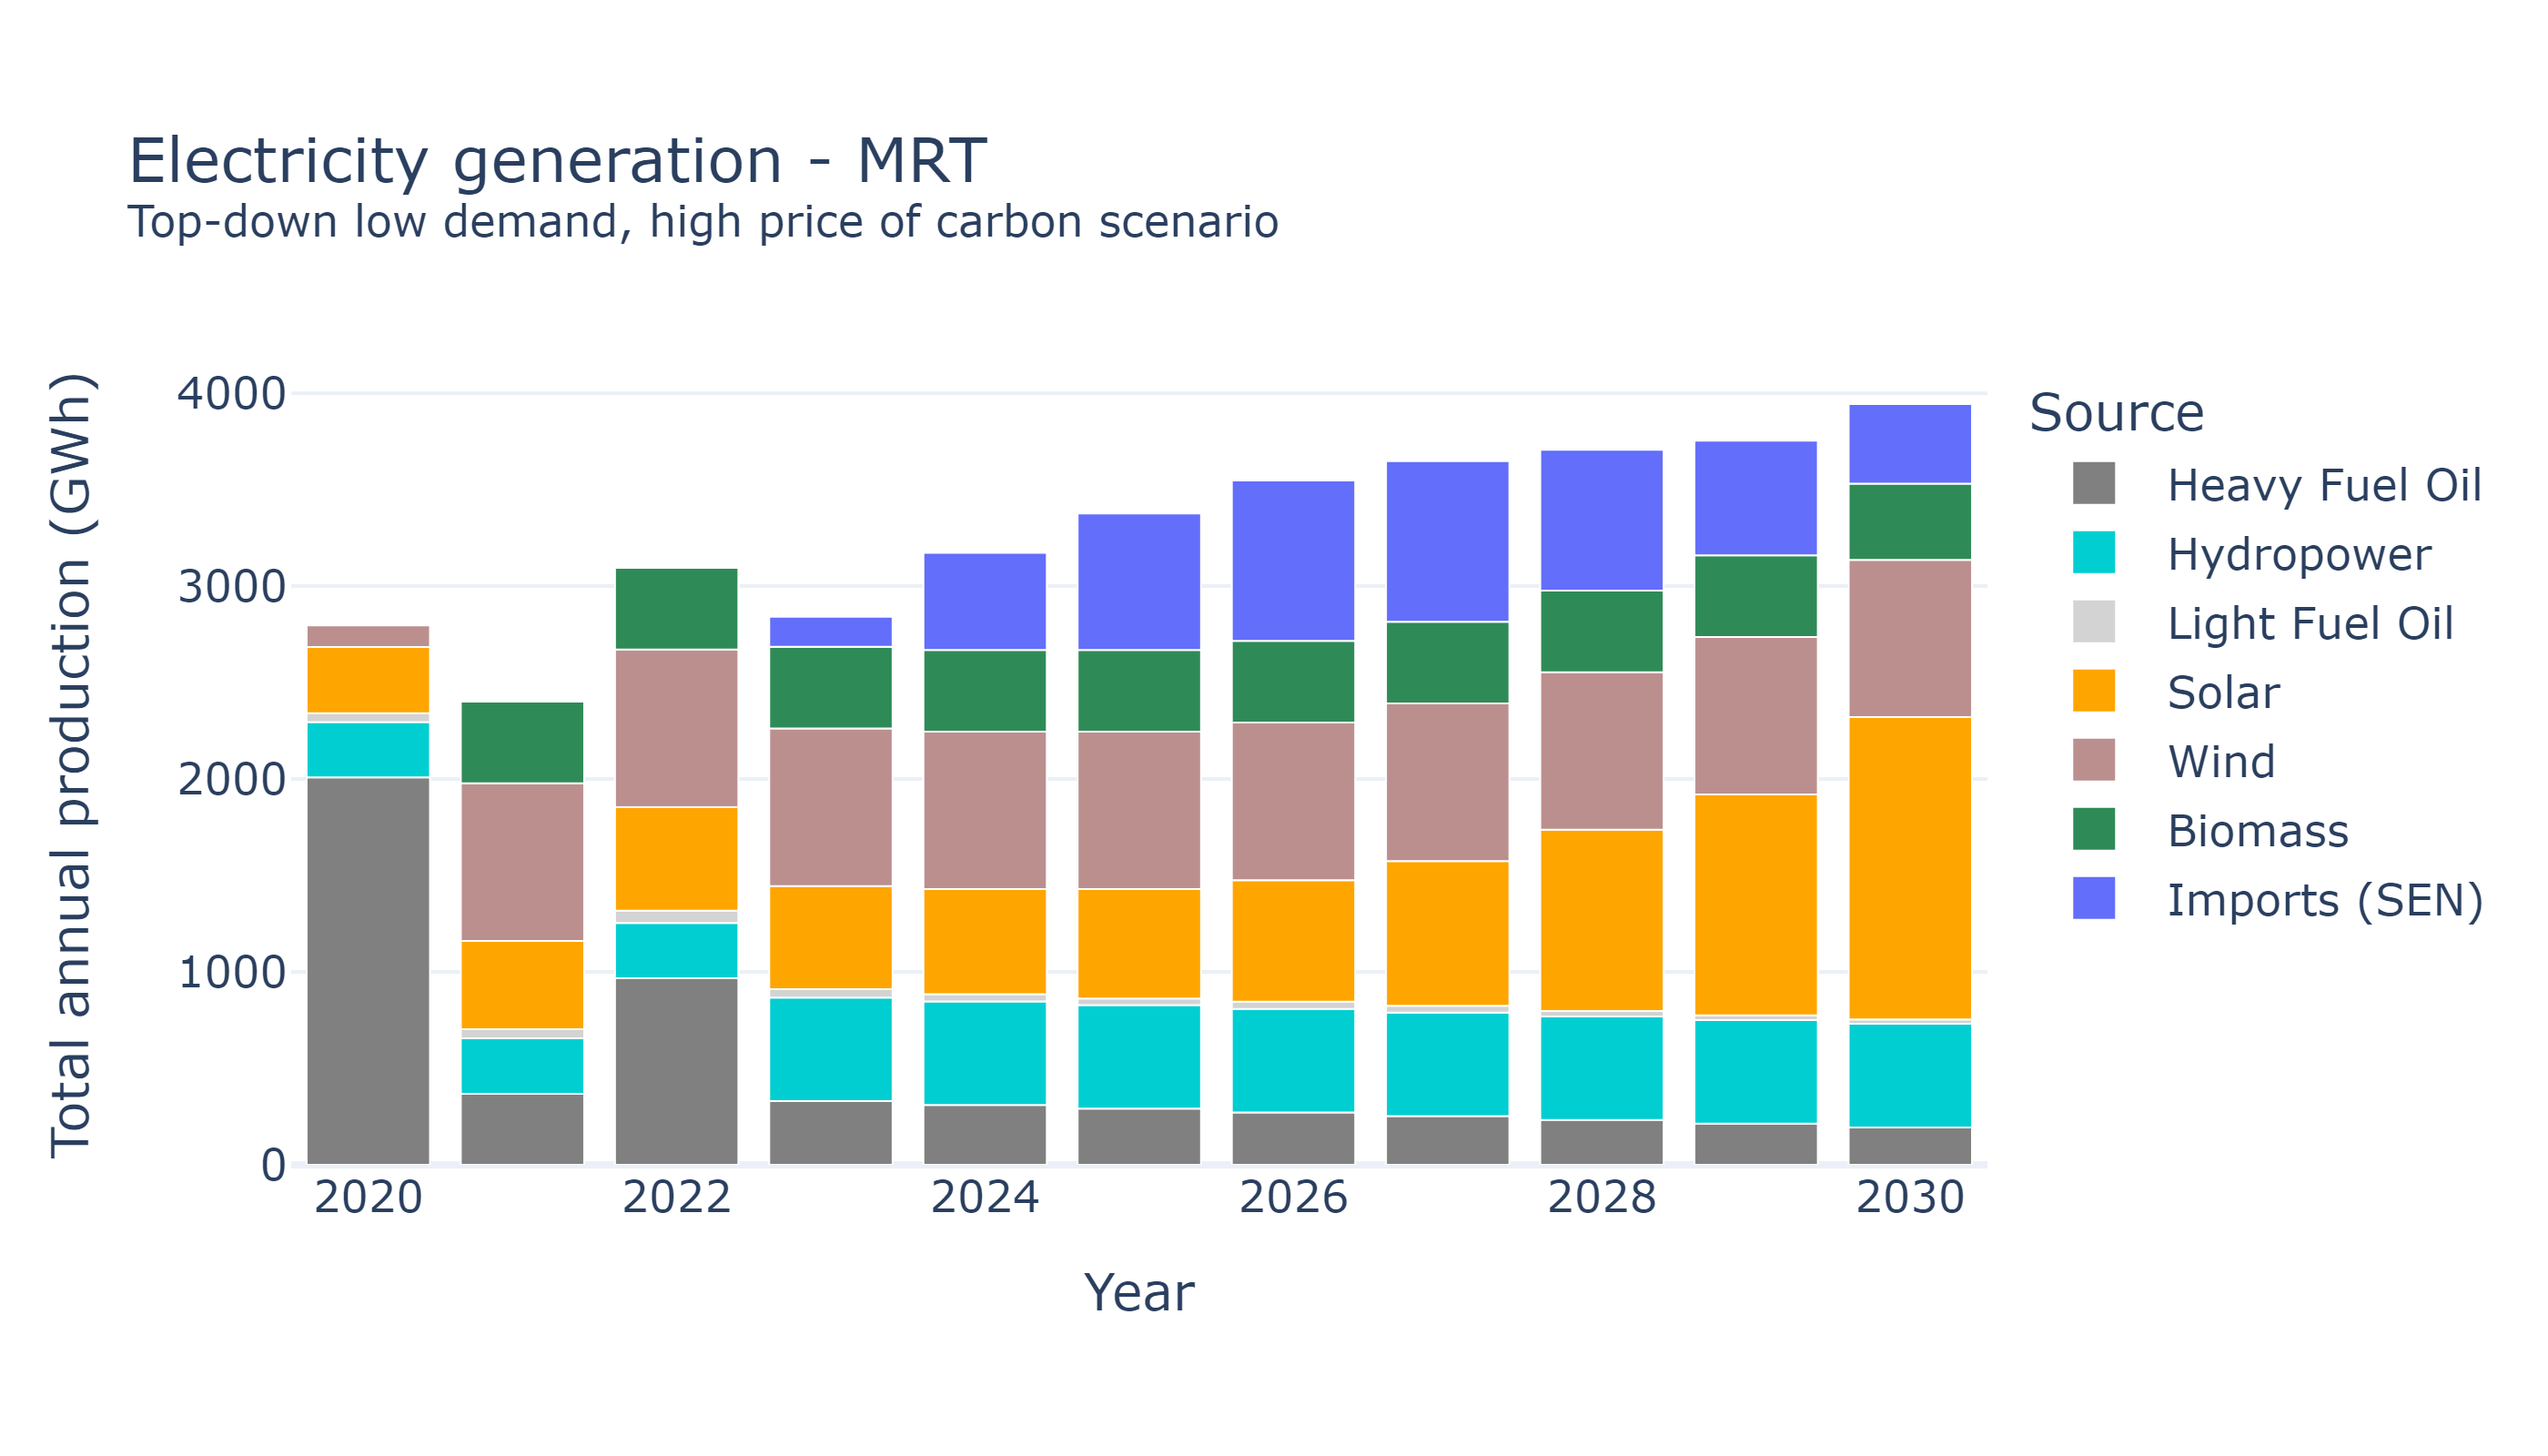 Electricity generation - MRT
Top-down low demand, high price of carbon scenario
Total annual production (GWh)
4000
3000
2000
1000
0
2020
2022
2024
2026
2028
2030
Year
Source
Heavy Fuel Oil
Hydropower
Light Fuel Oil
Solar
Wind
Biomass
Imports (SEN)